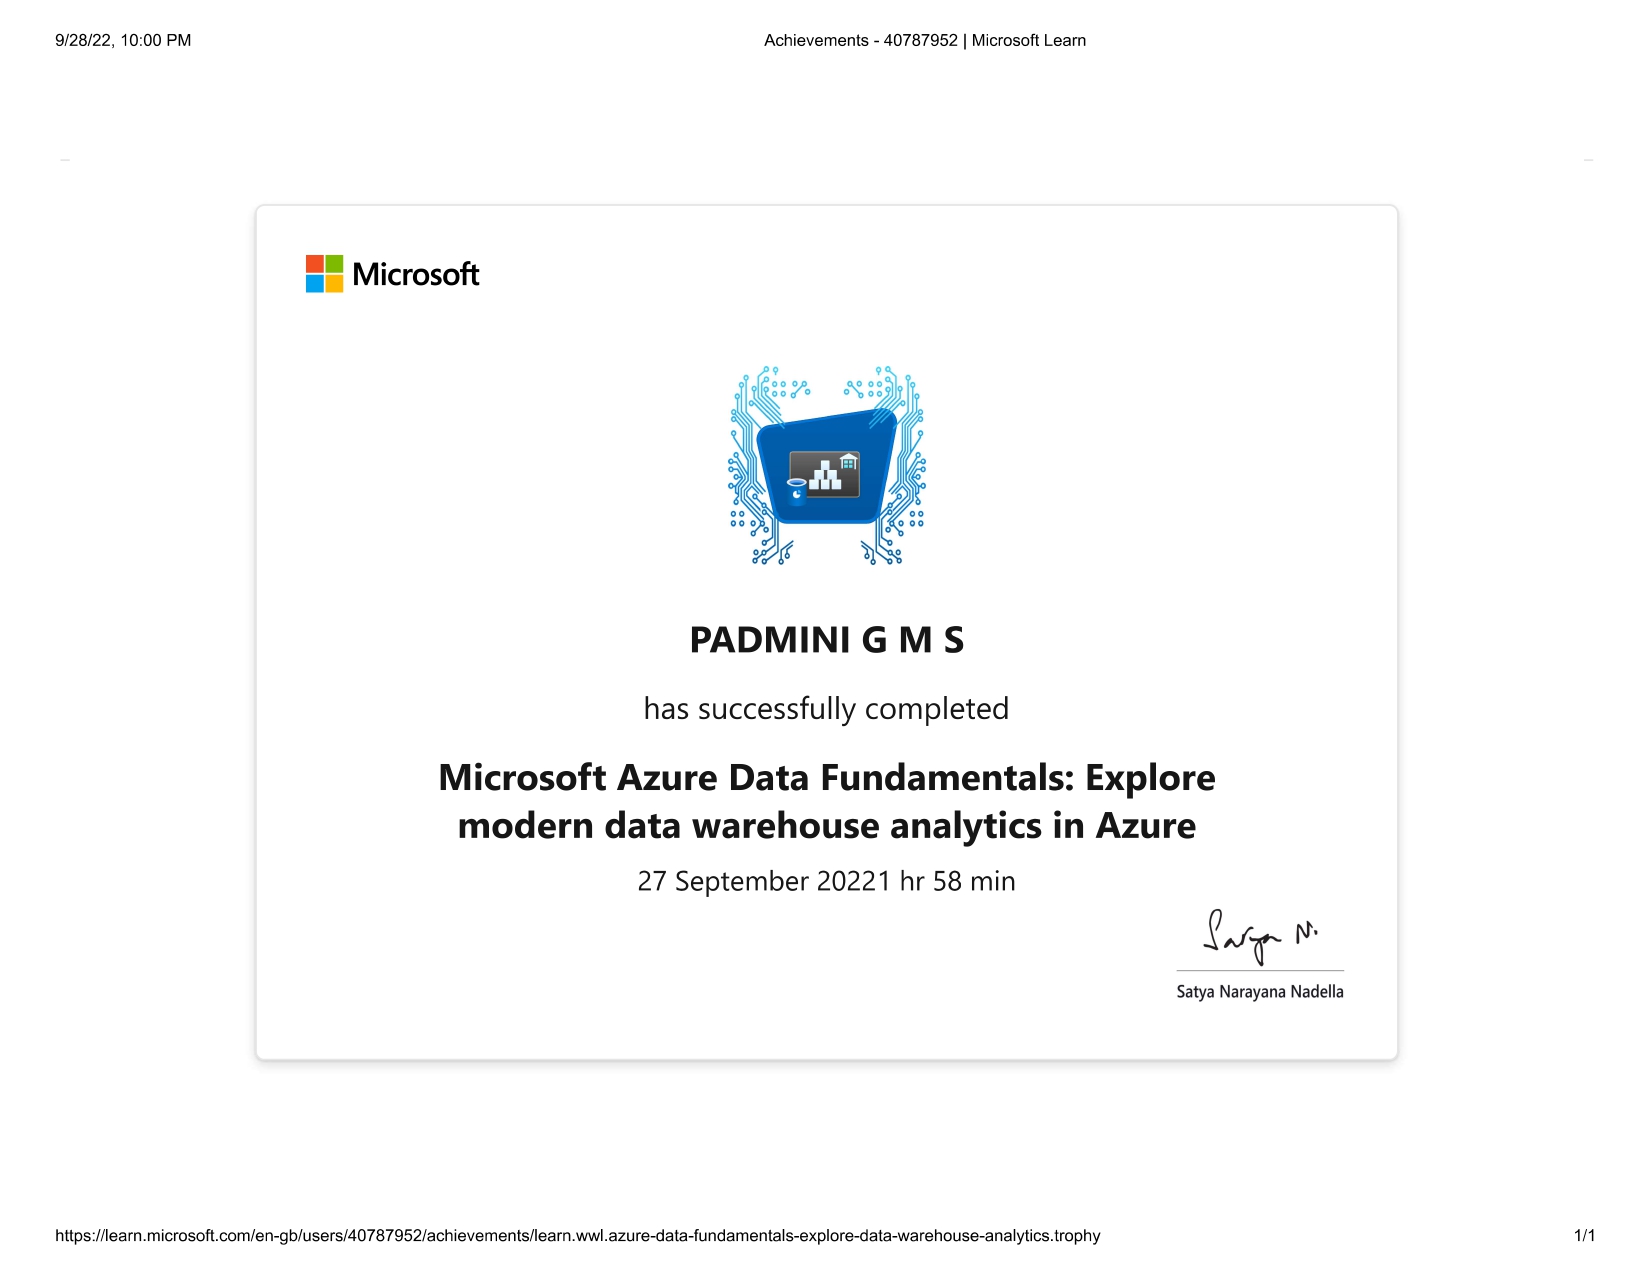 9/28/22, 10:00 PM
Achievements - 40787952 | Microsoft Learn
Microsoft
PADMINI G M S
has successfully completed
Microsoft Azure Data Fundamentals: Explore
modern data warehouse analytics in Azure
27 September 20221 hr 58 min
Satya N.
Satya Narayana Nadella
https://learn.microsoft.com/en-gb/users/40787952/achievements/learn.wwl.azure-data-fundamentals-explore-data-warehouse-analytics.trophy
1/1